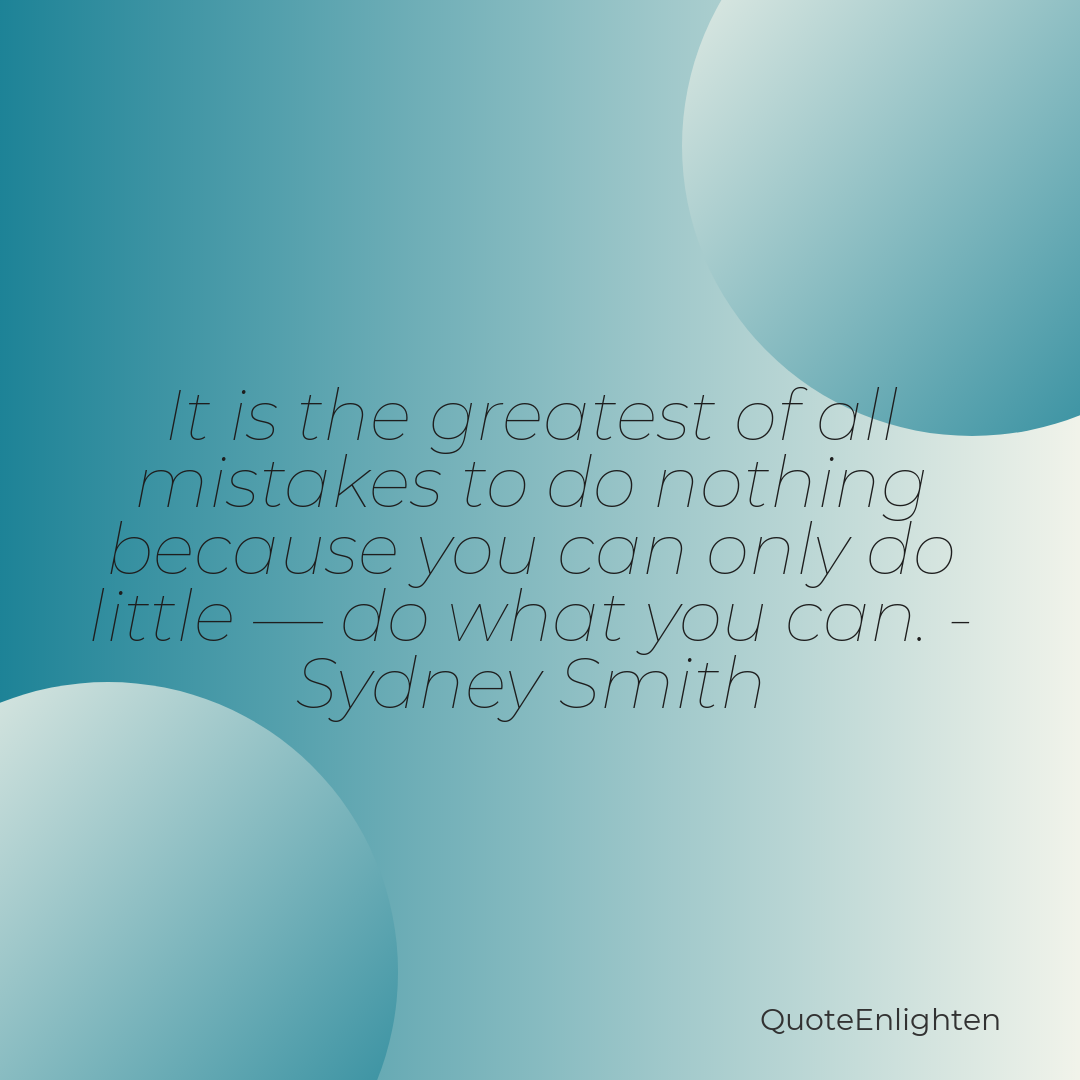 It is the greatest of all
mistakes to do nothing
because you can only do
little — do what you can. -
Sydney Smith
QuoteEnlighten